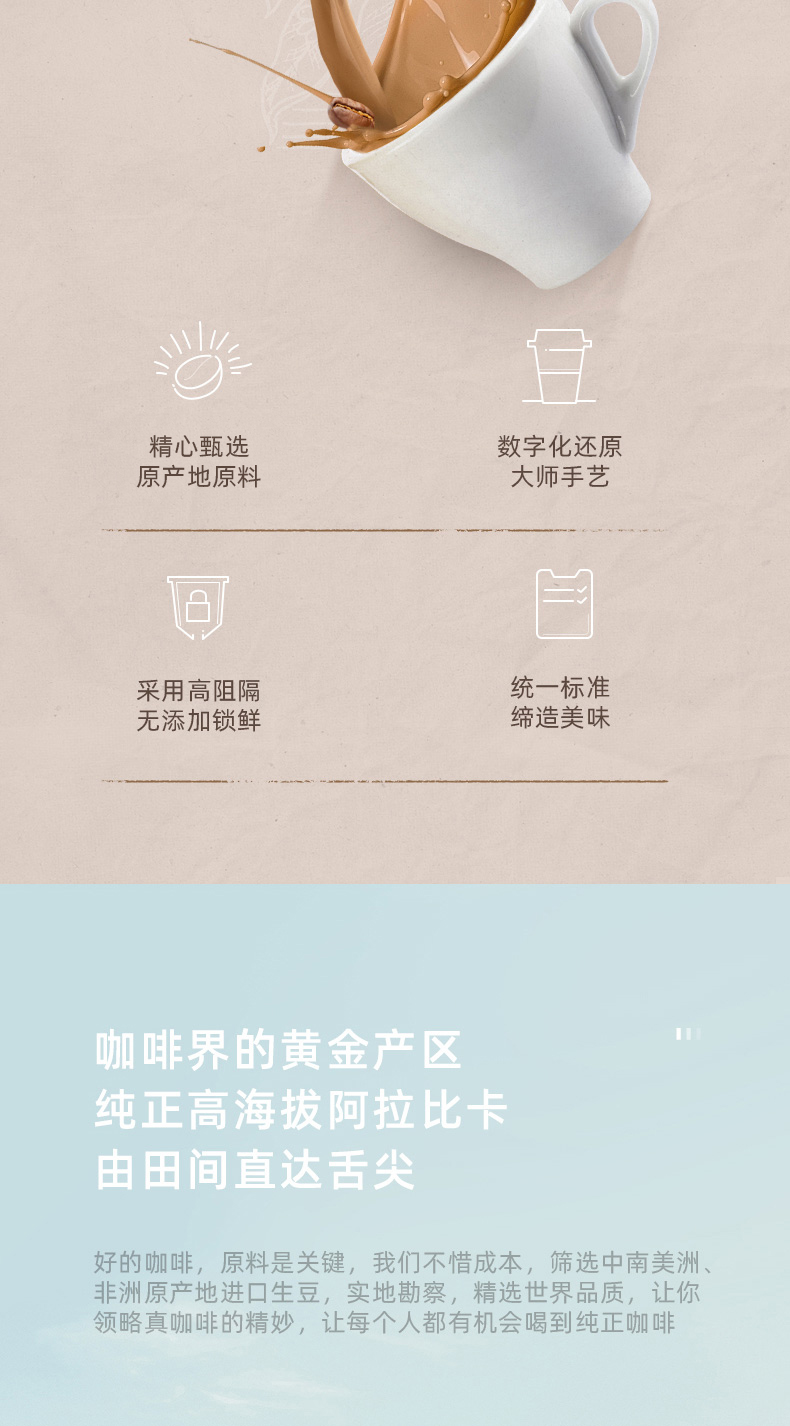 精心甄选
原产地原料
数字化还原
大师手艺
采用高阻隔
无添加锁鲜
统一标准
缔造美味
咖啡界的黄金产区
纯正高海拔阿拉比卡
由田间直达舌尖
好的咖啡，原料是关键，我们不惜成本，筛选中南美洲、
非洲原产地进口生豆，实地勘察，精选世界品质，让你
领略真咖啡的精妙，让每个人都有机会喝到纯正咖啡